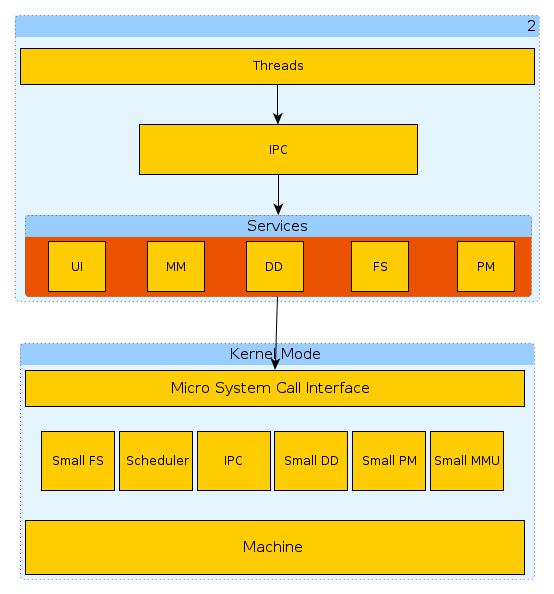 2
Threads
IPC
Services
UI MM DD FS PM
Kernel Mode
Micro System Call Interface
Small FS Scheduler IPC Small DD Small PM Small MMU
Machine